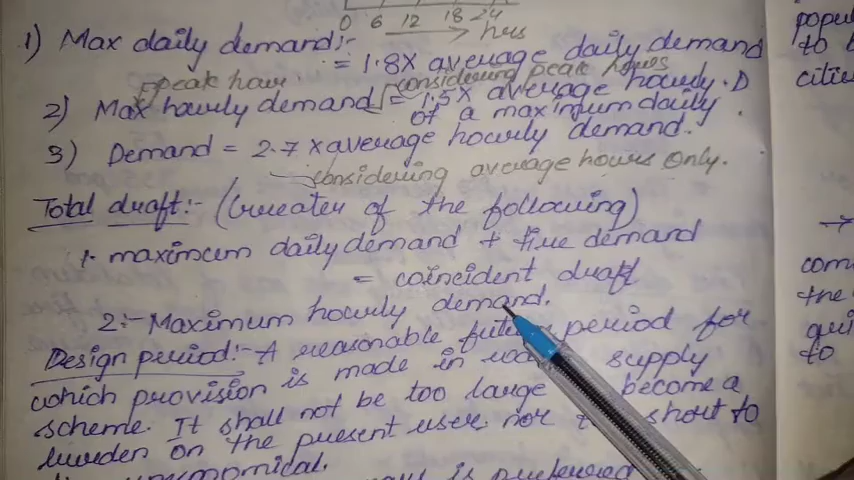 0 6 12 18 24
hrs
1) Max daily demand:-
= 1.8 x average daily demand
peak hour. considering peak hours
2) Max hourly demand = 1.5 x average hourly. D
of a maximum daily
3) Demand = 2.7 x average hourly demand.
considering average hours only.
Total draft:- (Greater of the following)
1. maximum daily demand + fire demand
= coincident draft
2:- Maximum hourly demand.
Design period:- A reasonable period for
which provision is made in supply
scheme. It shall not be too large become a
burden on the present user nor short to
is preferred
popu
to b
citie
→
com
the
qui
to